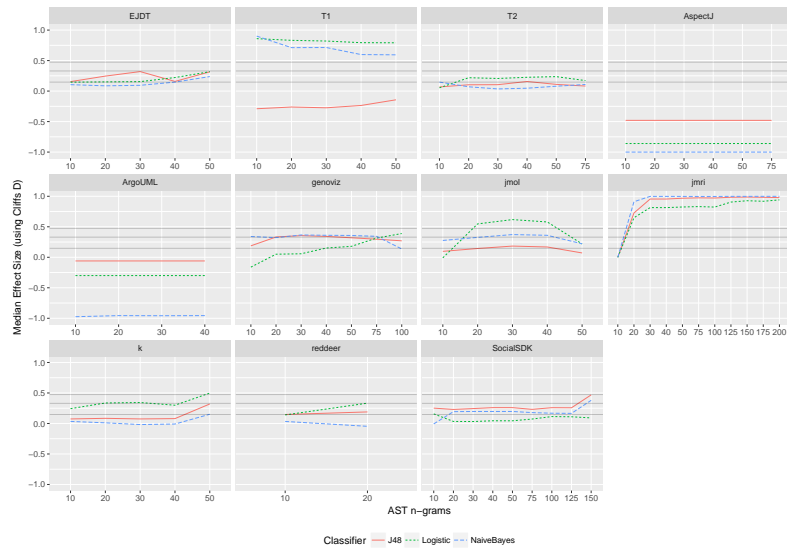 EJDT
T1
T2
AspectJ
1.0
0.5
0.0
−0.5
−1.0
10 20 30 40 50
10 20 30 40 50
10 20 30 40 50 75
10 20 30 40 50 75
ArgoUML
genoviz
jmol
jmri
1.0
0.5
0.0
−0.5
−1.0
10 20 30 40
10 20 30 40 50 75 100
10 20 30 40 50
10 20 30 40 50 75 100 125 150 175 200
k
reddeer
SocialSDK
1.0
0.5
0.0
−0.5
−1.0
10 20 30 40 50
10 20
10 20 30 40 50 75 100 125 150
Median Effect Size (using Cliffs D)
AST n−grams
Classifier J48 Logistic NaiveBayes